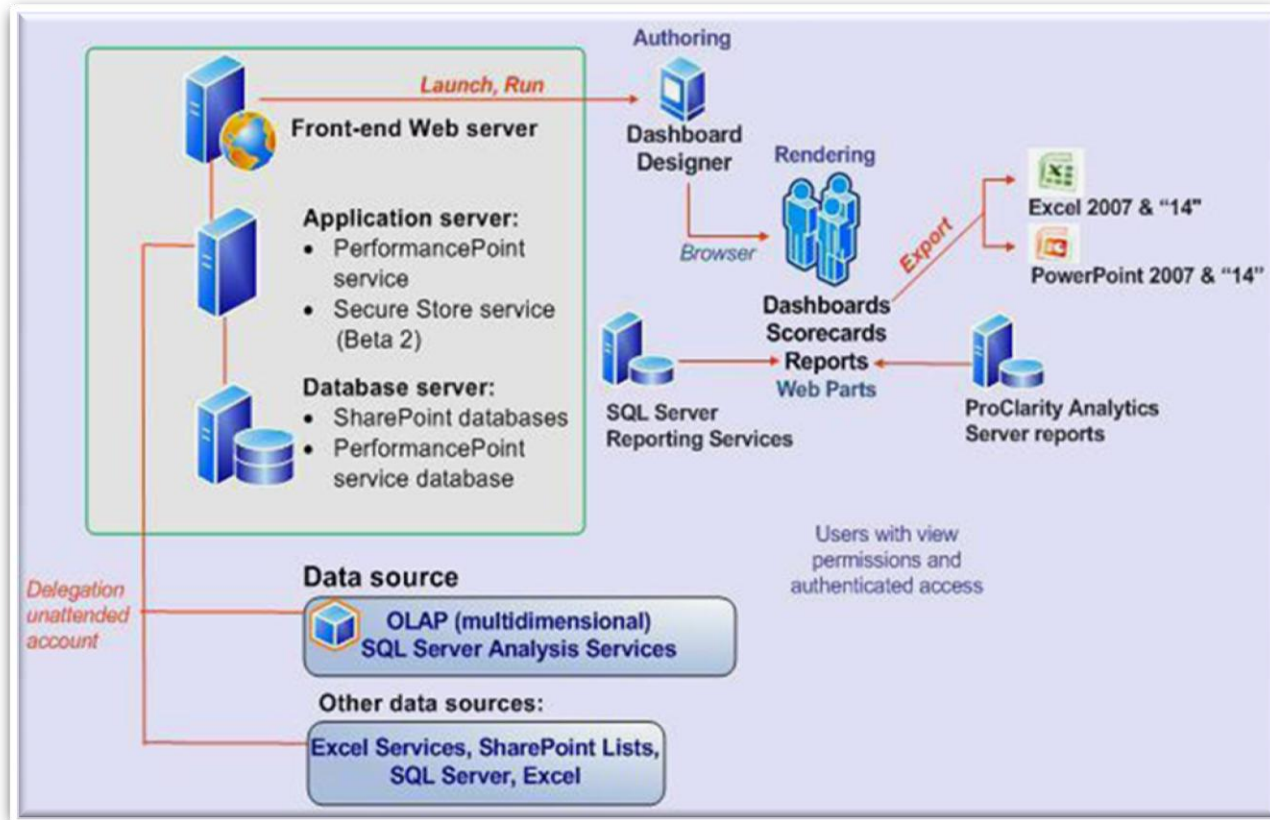 Authoring
Launch, Run
Front-end Web server
Dashboard
Designer
Rendering
Browser
Export
Excel 2007 & “14"
PowerPoint 2007 & “14”
Application server:
• PerformancePoint
service
• Secure Store service
(Beta 2)
Dashboards
Scorecards
Reports
Web Parts
SQL Server
Reporting Services
ProClarity Analytics
Server reports
Database server:
• SharePoint databases
• PerformancePoint
service database
Users with view
permissions and
authenticated access
Delegation
unattended
account
Data source
OLAP (multidimensional)
SQL Server Analysis Services
Other data sources:
Excel Services, SharePoint Lists,
SQL Server, Excel